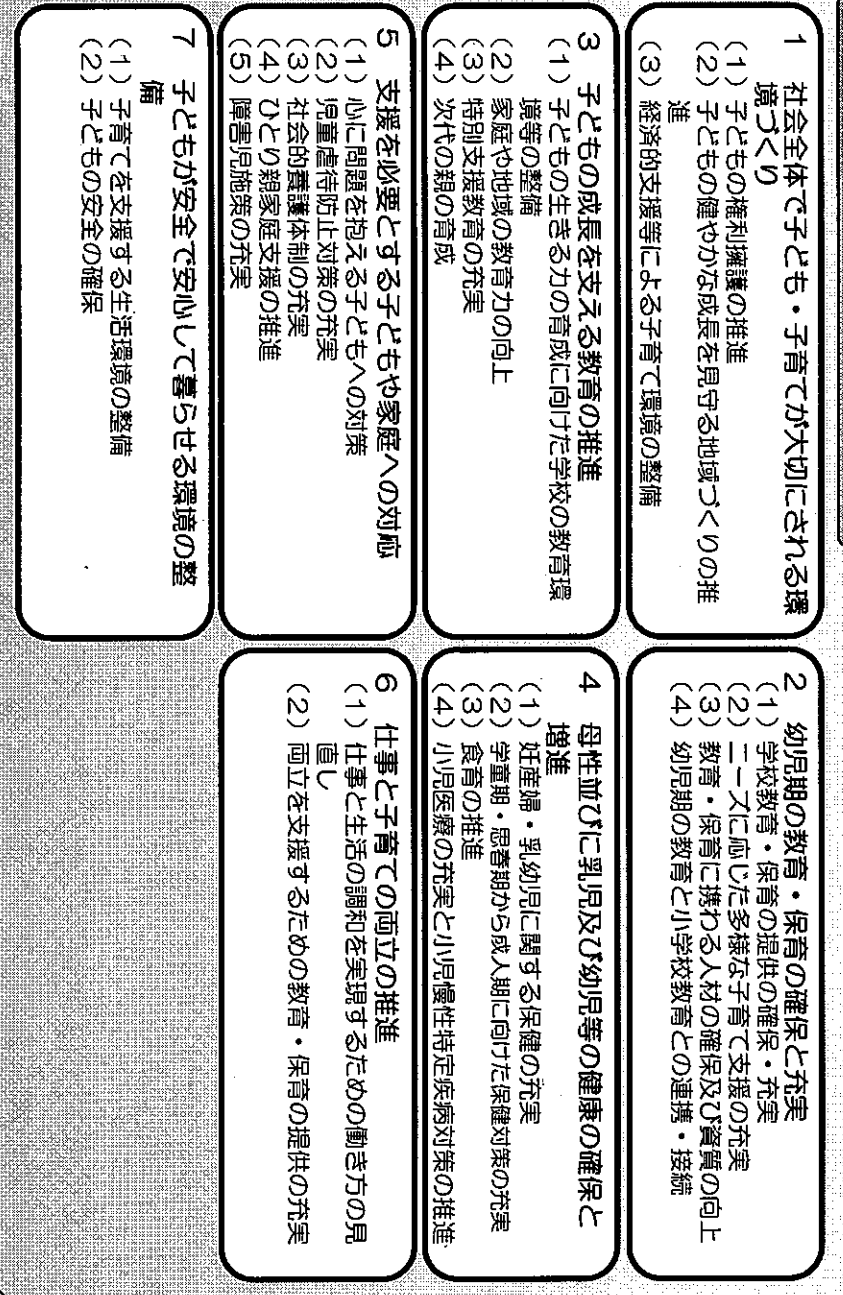 1 社会全体で子ども・子育てが大切にされる環
境づくり
(1) 子どもの権利擁護の推進
(2) 子どもの健やかな成長を見守る地域づくりの推
進
(3) 経済的支援等による子育て環境の整備
2 幼児期の教育・保育の確保と充実
(1) 学校教育・保育の提供の確保・充実
(2) ニーズに応じた多様な子育て支援の充実
(3) 教育・保育に携わる人材の確保及び資質の向上
(4) 幼児期の教育と小学校教育との連携・接続
3 子どもの成長を支える教育の推進
(1) 子どもの生きる力の育成に向けた学校の教育環
境等の整備
(2) 家庭や地域の教育力の向上
(3) 特別支援教育の充実
(4) 次代の親の育成
4 母性並びに乳児及び幼児等の健康の確保と
増進
(1) 妊産婦・乳幼児に関する保健の充実
(2) 学童期・思春期から成人期に向けた保健対策の充実
(3) 食育の推進
(4) 小児医療の充実と小児慢性特定疾病対策の推進
5 支援を必要とする子どもや家庭への対応
(1) 心に問題を抱える子どもへの対策
(2) 児童虐待防止対策の充実
(3) 社会的養護体制の充実
(4) ひとり親家庭支援の推進
(5) 障害児施策の充実
6 仕事と子育ての両立の推進
(1) 仕事と生活の調和を実現するための働き方の見
直し
(2) 両立を支援するための教育・保育の提供の充実
7 子どもが安全で安心して暮らせる環境の整
備
(1) 子育てを支援する生活環境の整備
(2) 子どもの安全の確保